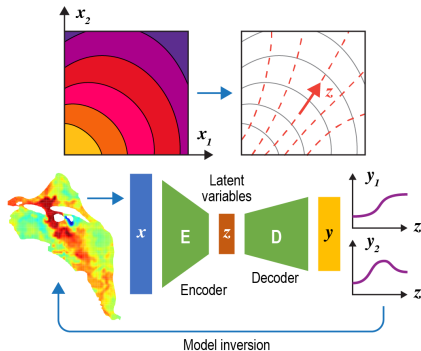 x2
x1
z
Latent
variables
x
E
z
D
y
Encoder
Decoder
y1
z
y2
z
Model inversion